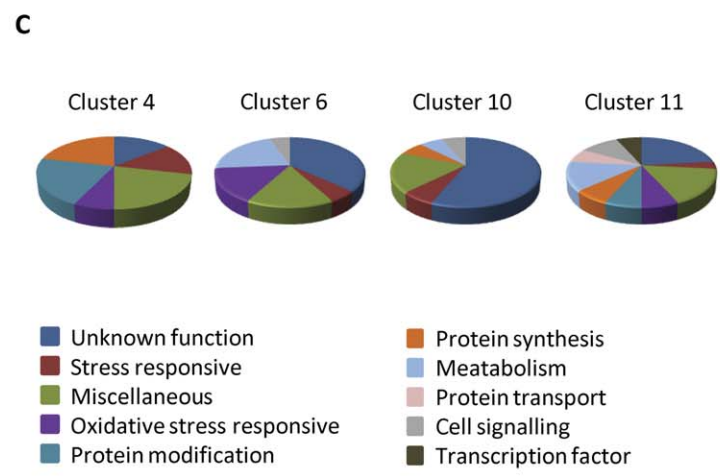 C
Cluster 4
Cluster 6
Cluster 10
Cluster 11
Unknown function
Stress responsive
Miscellaneous
Oxidative stress responsive
Protein modification
Protein synthesis
Meatabolism
Protein transport
Cell signalling
Transcription factor